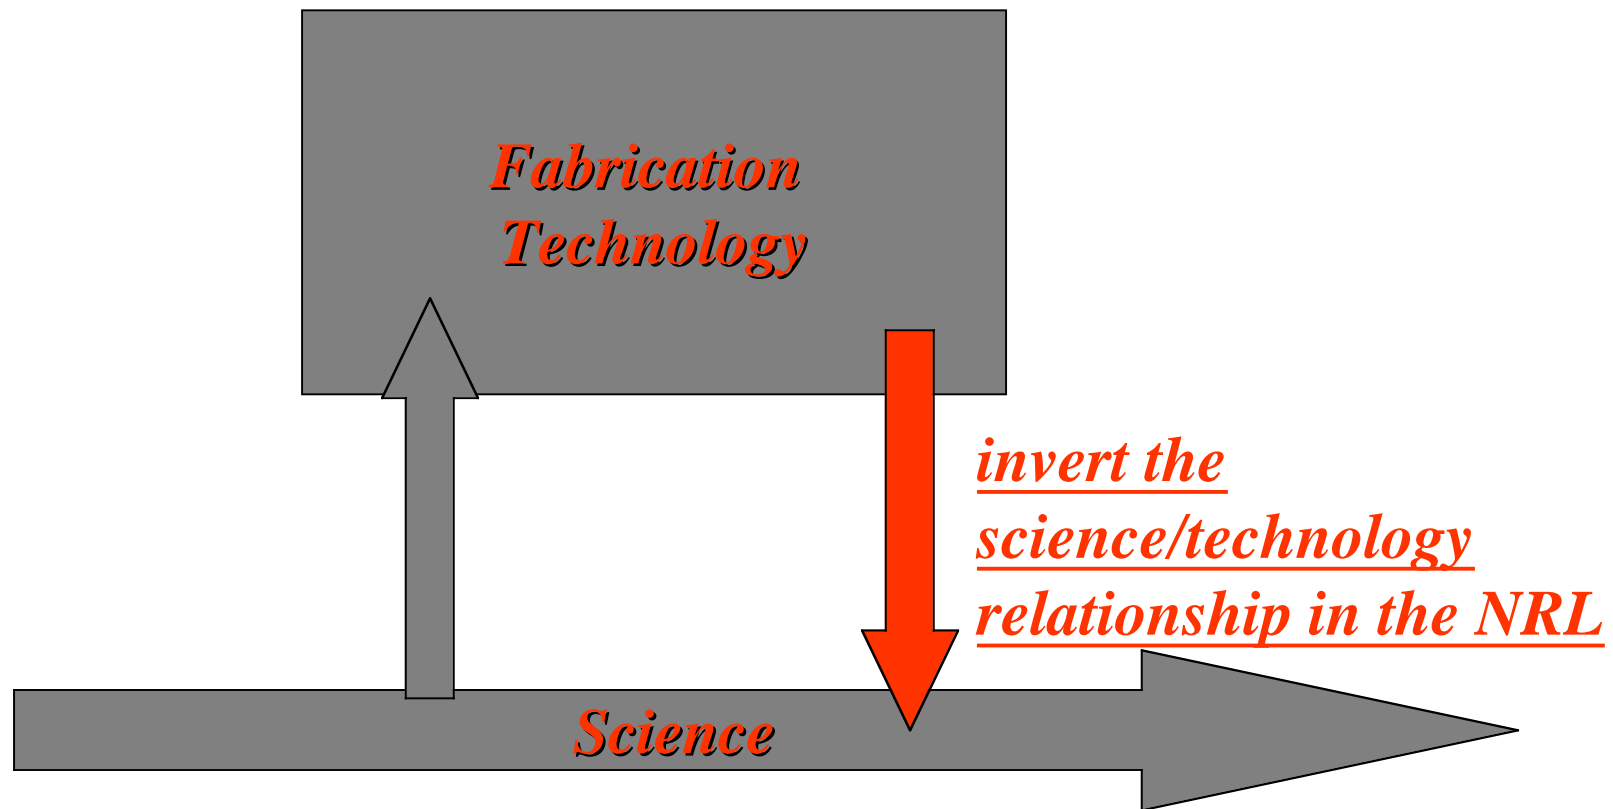 Fabrication
Technology
invert the
science/technology
relationship in the NRL
Science